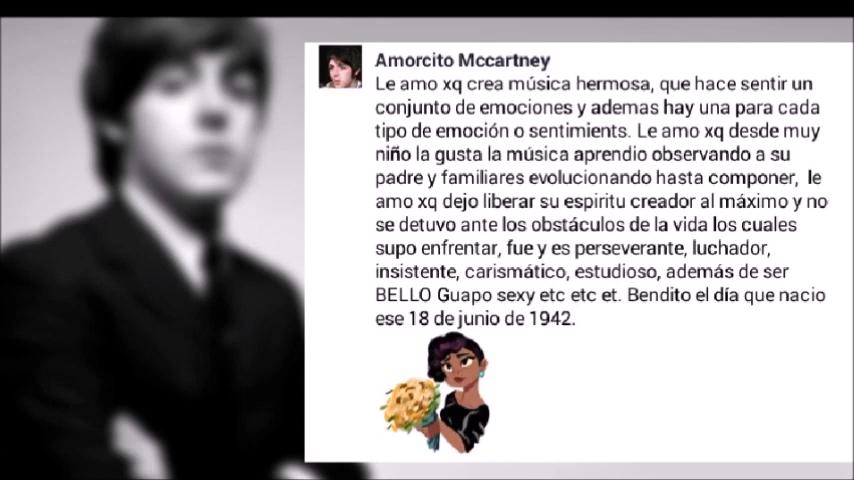 Amorcito Mccartney
Le amo xq crea música hermosa, que hace sentir un
conjunto de emociones y ademas hay una para cada
tipo de emoción o sentimients. Le amo xq desde muy
niño la gusta la música aprendio observando a su
padre y familiares evolucionando hasta componer, le
amo xq dejo liberar su espiritu creador al máximo y no
se detuvo ante los obstáculos de la vida los cuales
supo enfrentar, fue y es perseverante, luchador,
insistente, carismático, estudioso, además de ser
BELLO Guapo sexy etc etc et. Bendito el día que nacio
ese 18 de junio de 1942.